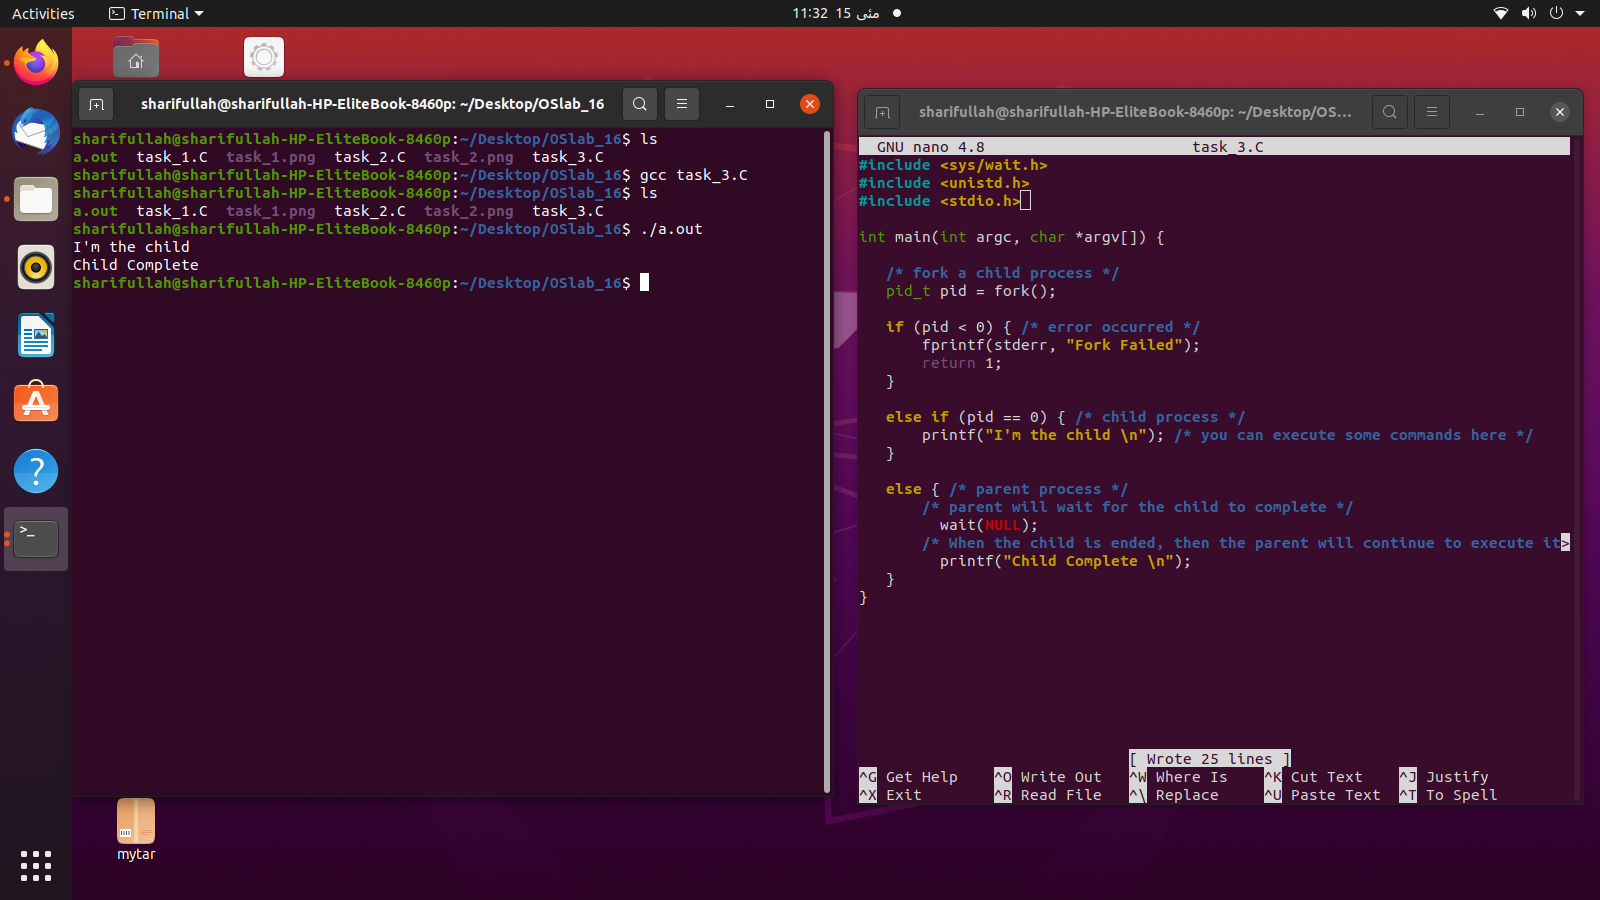 Activities
Terminal
11:32 15 مئی
sharifullah@sharifullah-HP-EliteBook-8460p: ~/Desktop/OSlab_16
sharifullah@sharifullah-HP-EliteBook-8460p:~/Desktop/OSlab_16$ ls
a.out task_1.C task_1.png task_2.C task_2.png task_3.C
sharifullah@sharifullah-HP-EliteBook-8460p:~/Desktop/OSlab_16$ gcc task_3.C
sharifullah@sharifullah-HP-EliteBook-8460p:~/Desktop/OSlab_16$ ls
a.out task_1.C task_1.png task_2.C task_2.png task_3.C
sharifullah@sharifullah-HP-EliteBook-8460p:~/Desktop/OSlab_16$ ./a.out
I'm the child
Child Complete
sharifullah@sharifullah-HP-EliteBook-8460p:~/Desktop/OSlab_16$
mytar
sharifullah@sharifullah-HP-EliteBook-8460p: ~/Desktop/OS...
GNU nano 4.8 task_3.C
#include <sys/wait.h>
#include <unistd.h>
#include <stdio.h>
int main(int argc, char *argv[]) {
/* fork a child process */
pid_t pid = fork();
if (pid < 0) { /* error occurred */
fprintf(stderr, "Fork Failed");
return 1;
}
else if (pid == 0) { /* child process */
printf("I'm the child \n"); /* you can execute some commands here */
}
else { /* parent process */
/* parent will wait for the child to complete */
wait(NULL);
/* When the child is ended, then the parent will continue to execute it>
printf("Child Complete \n");
}
}
[ Wrote 25 lines ]
^G Get Help ^O Write Out ^W Where Is ^K Cut Text ^J Justify
^X Exit ^R Read File ^\ Replace ^U Paste Text ^T To Spell